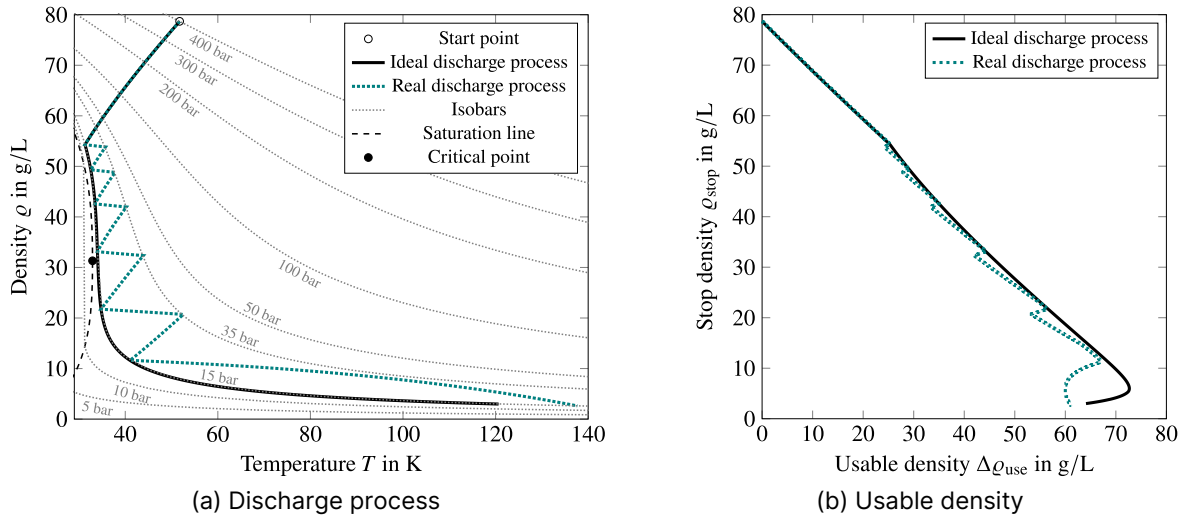 80
70
60
50
40
30
20
10
0
Density ϱ in g/L
40
60
80
100
120
140
Temperature T in K
Start point
Ideal discharge process
Real discharge process
Isobars
Saturation line
Critical point
400 bar
300 bar
200 bar
100 bar
50 bar
35 bar
15 bar
10 bar
5 bar
(a) Discharge process
80
70
60
50
40
30
20
10
0
Stop density ϱstop in g/L
0
10
20
30
40
50
60
70
80
Usable density Δϱuse in g/L
Ideal discharge process
Real discharge process
(b) Usable density